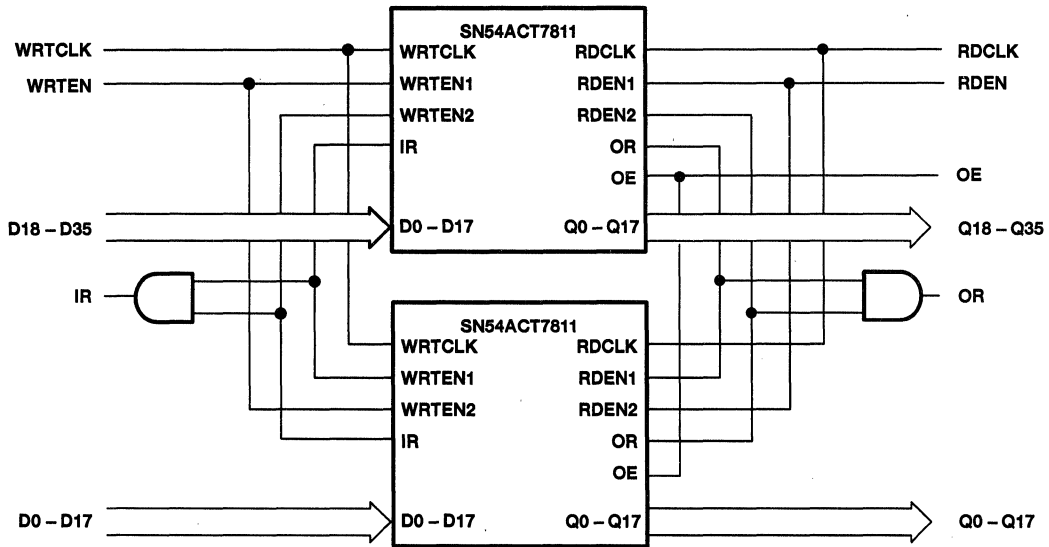 SN54ACT7811
WRTCLK
WRTCLK
RDCLK
RDCLK
WRTEN
WRTEN1
RDEN1
RDEN
WRTEN2
RDEN2
IR
OR
OE
OE
D18 – D35
D0 – D17
Q0 – Q17
Q18 – Q35
IR
OR
SN54ACT7811
WRTCLK
RDCLK
WRTEN1
RDEN1
WRTEN2
RDEN2
IR
OR
OE
D0 – D17
D0 – D17
Q0 – Q17
Q0 – Q17